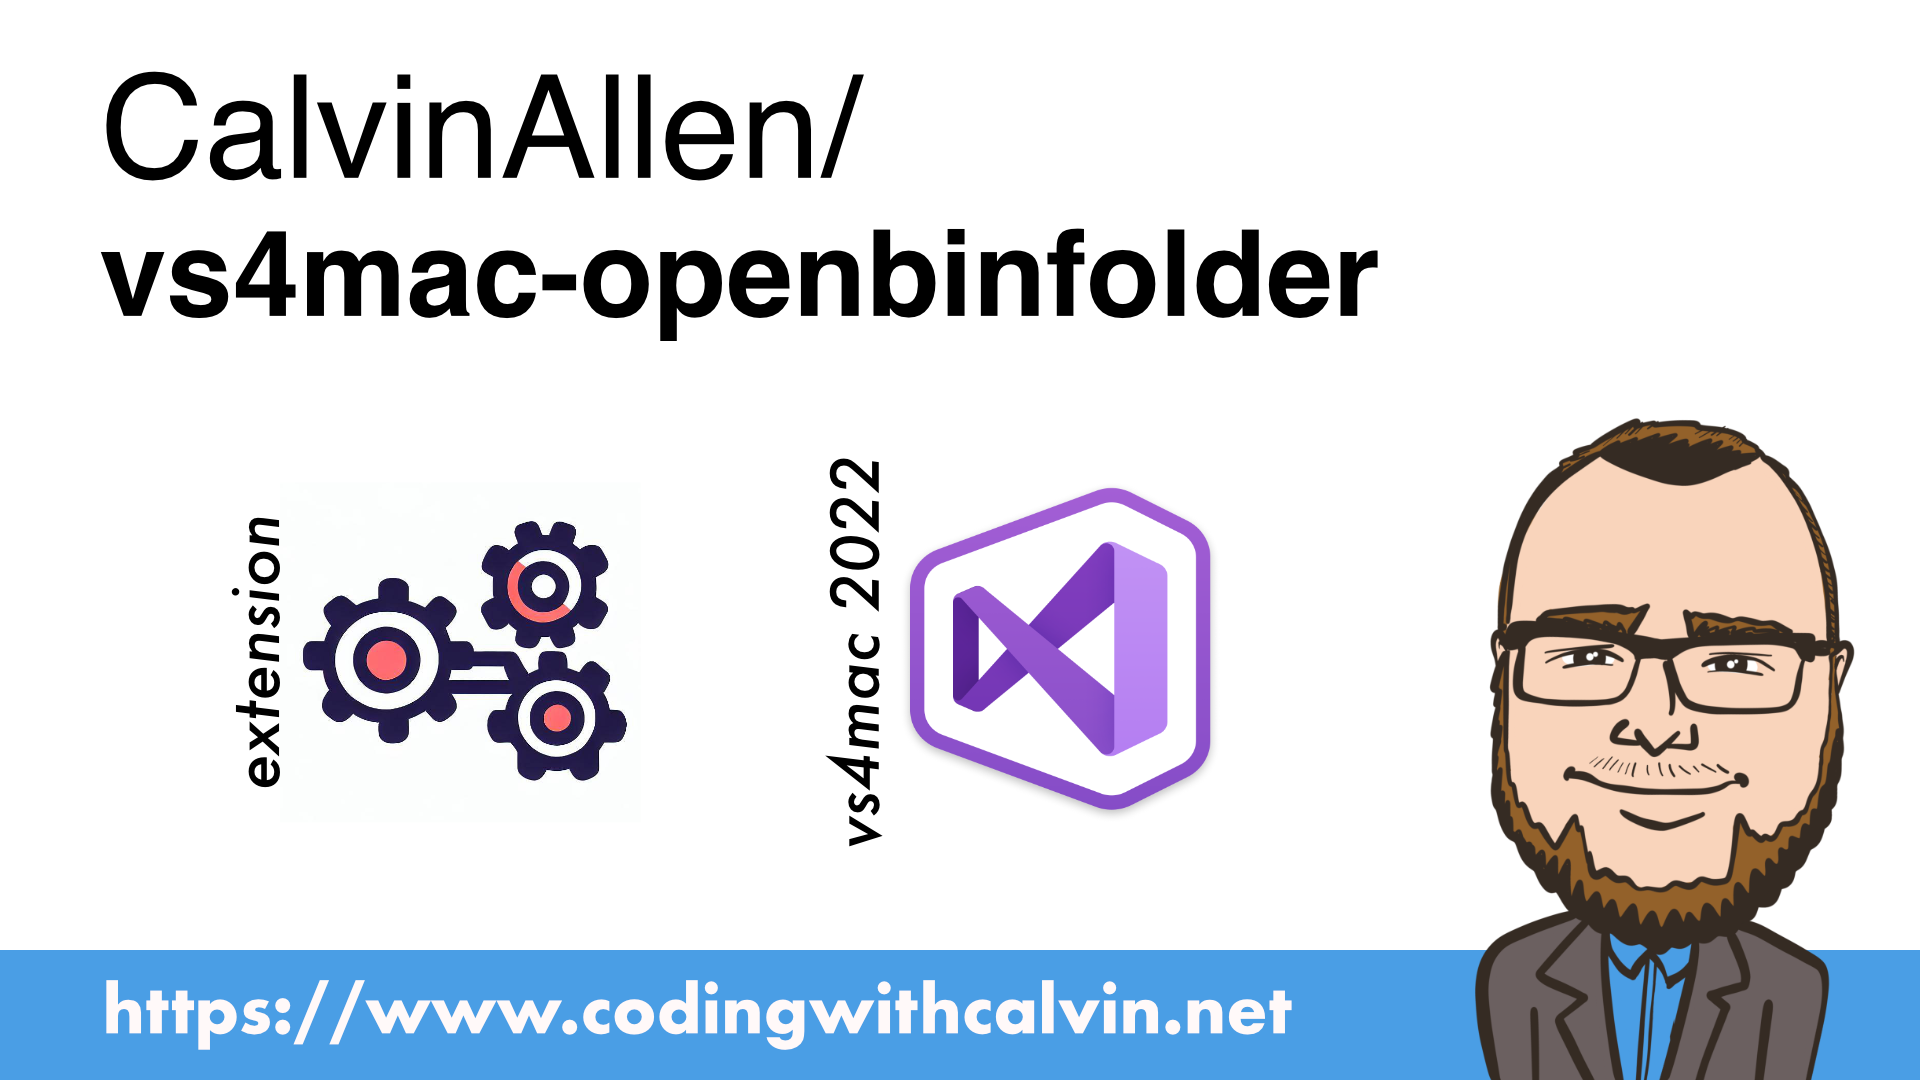 CalvinAllen/
vs4mac-openbinfolder
extension
vs4mac 2022
https://www.codingwithcalvin.net